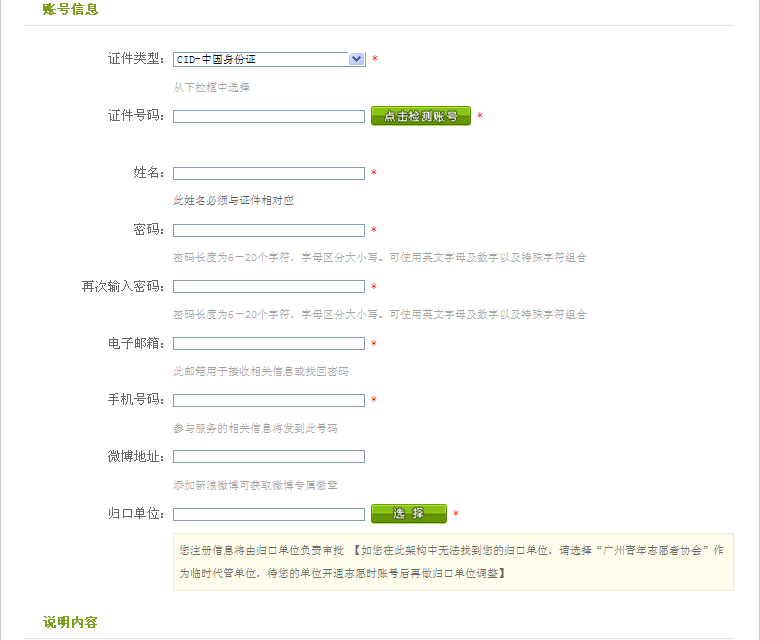 账号信息
证件类型： CID-中国身份证 *
从下拉框中选择
证件号码： 点击检测账号 *
姓名： *
此姓名必须与证件相对应
密码： *
密码长度为6－20个字符，字母区分大小写。可使用英文字母及数字以及特殊字符组合
再次输入密码： *
密码长度为6－20个字符，字母区分大小写。可使用英文字母及数字以及特殊字符组合
电子邮箱： *
此邮箱用于接收相关信息或找回密码
手机号码： *
参与服务的相关信息将发到此号码
微博地址：
添加新浪微博可获取微博专属徽章
归口单位： 选 择 *
您注册信息将由归口单位负责审批 【如您在此架构中无法找到您的归口单位，请选择“广州青年志愿者协会”作
为临时代管单位，待您的单位开通志愿时账号后再做归口单位调整】
说明内容